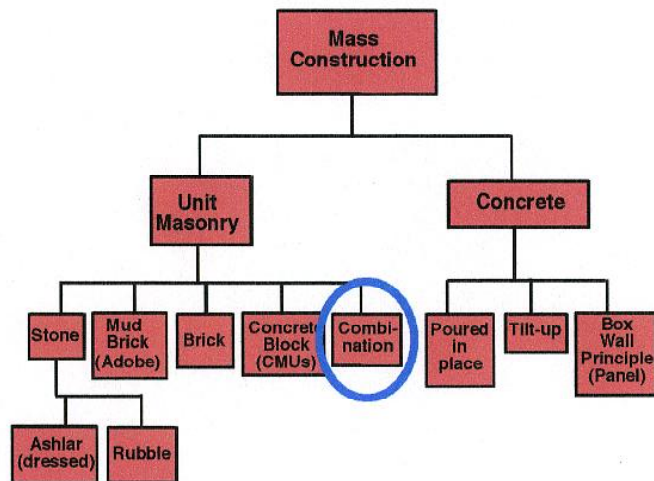 Mass
Construction
Unit
Masonry
Concrete
Stone
Mud
Brick
(Adobe)
Brick
Concrete
Block
(CMUs)
Combi-
nation
Poured
in
place
Tilt-up
Box
Wall
Principle
(Panel)
Ashlar
(dressed)
Rubble